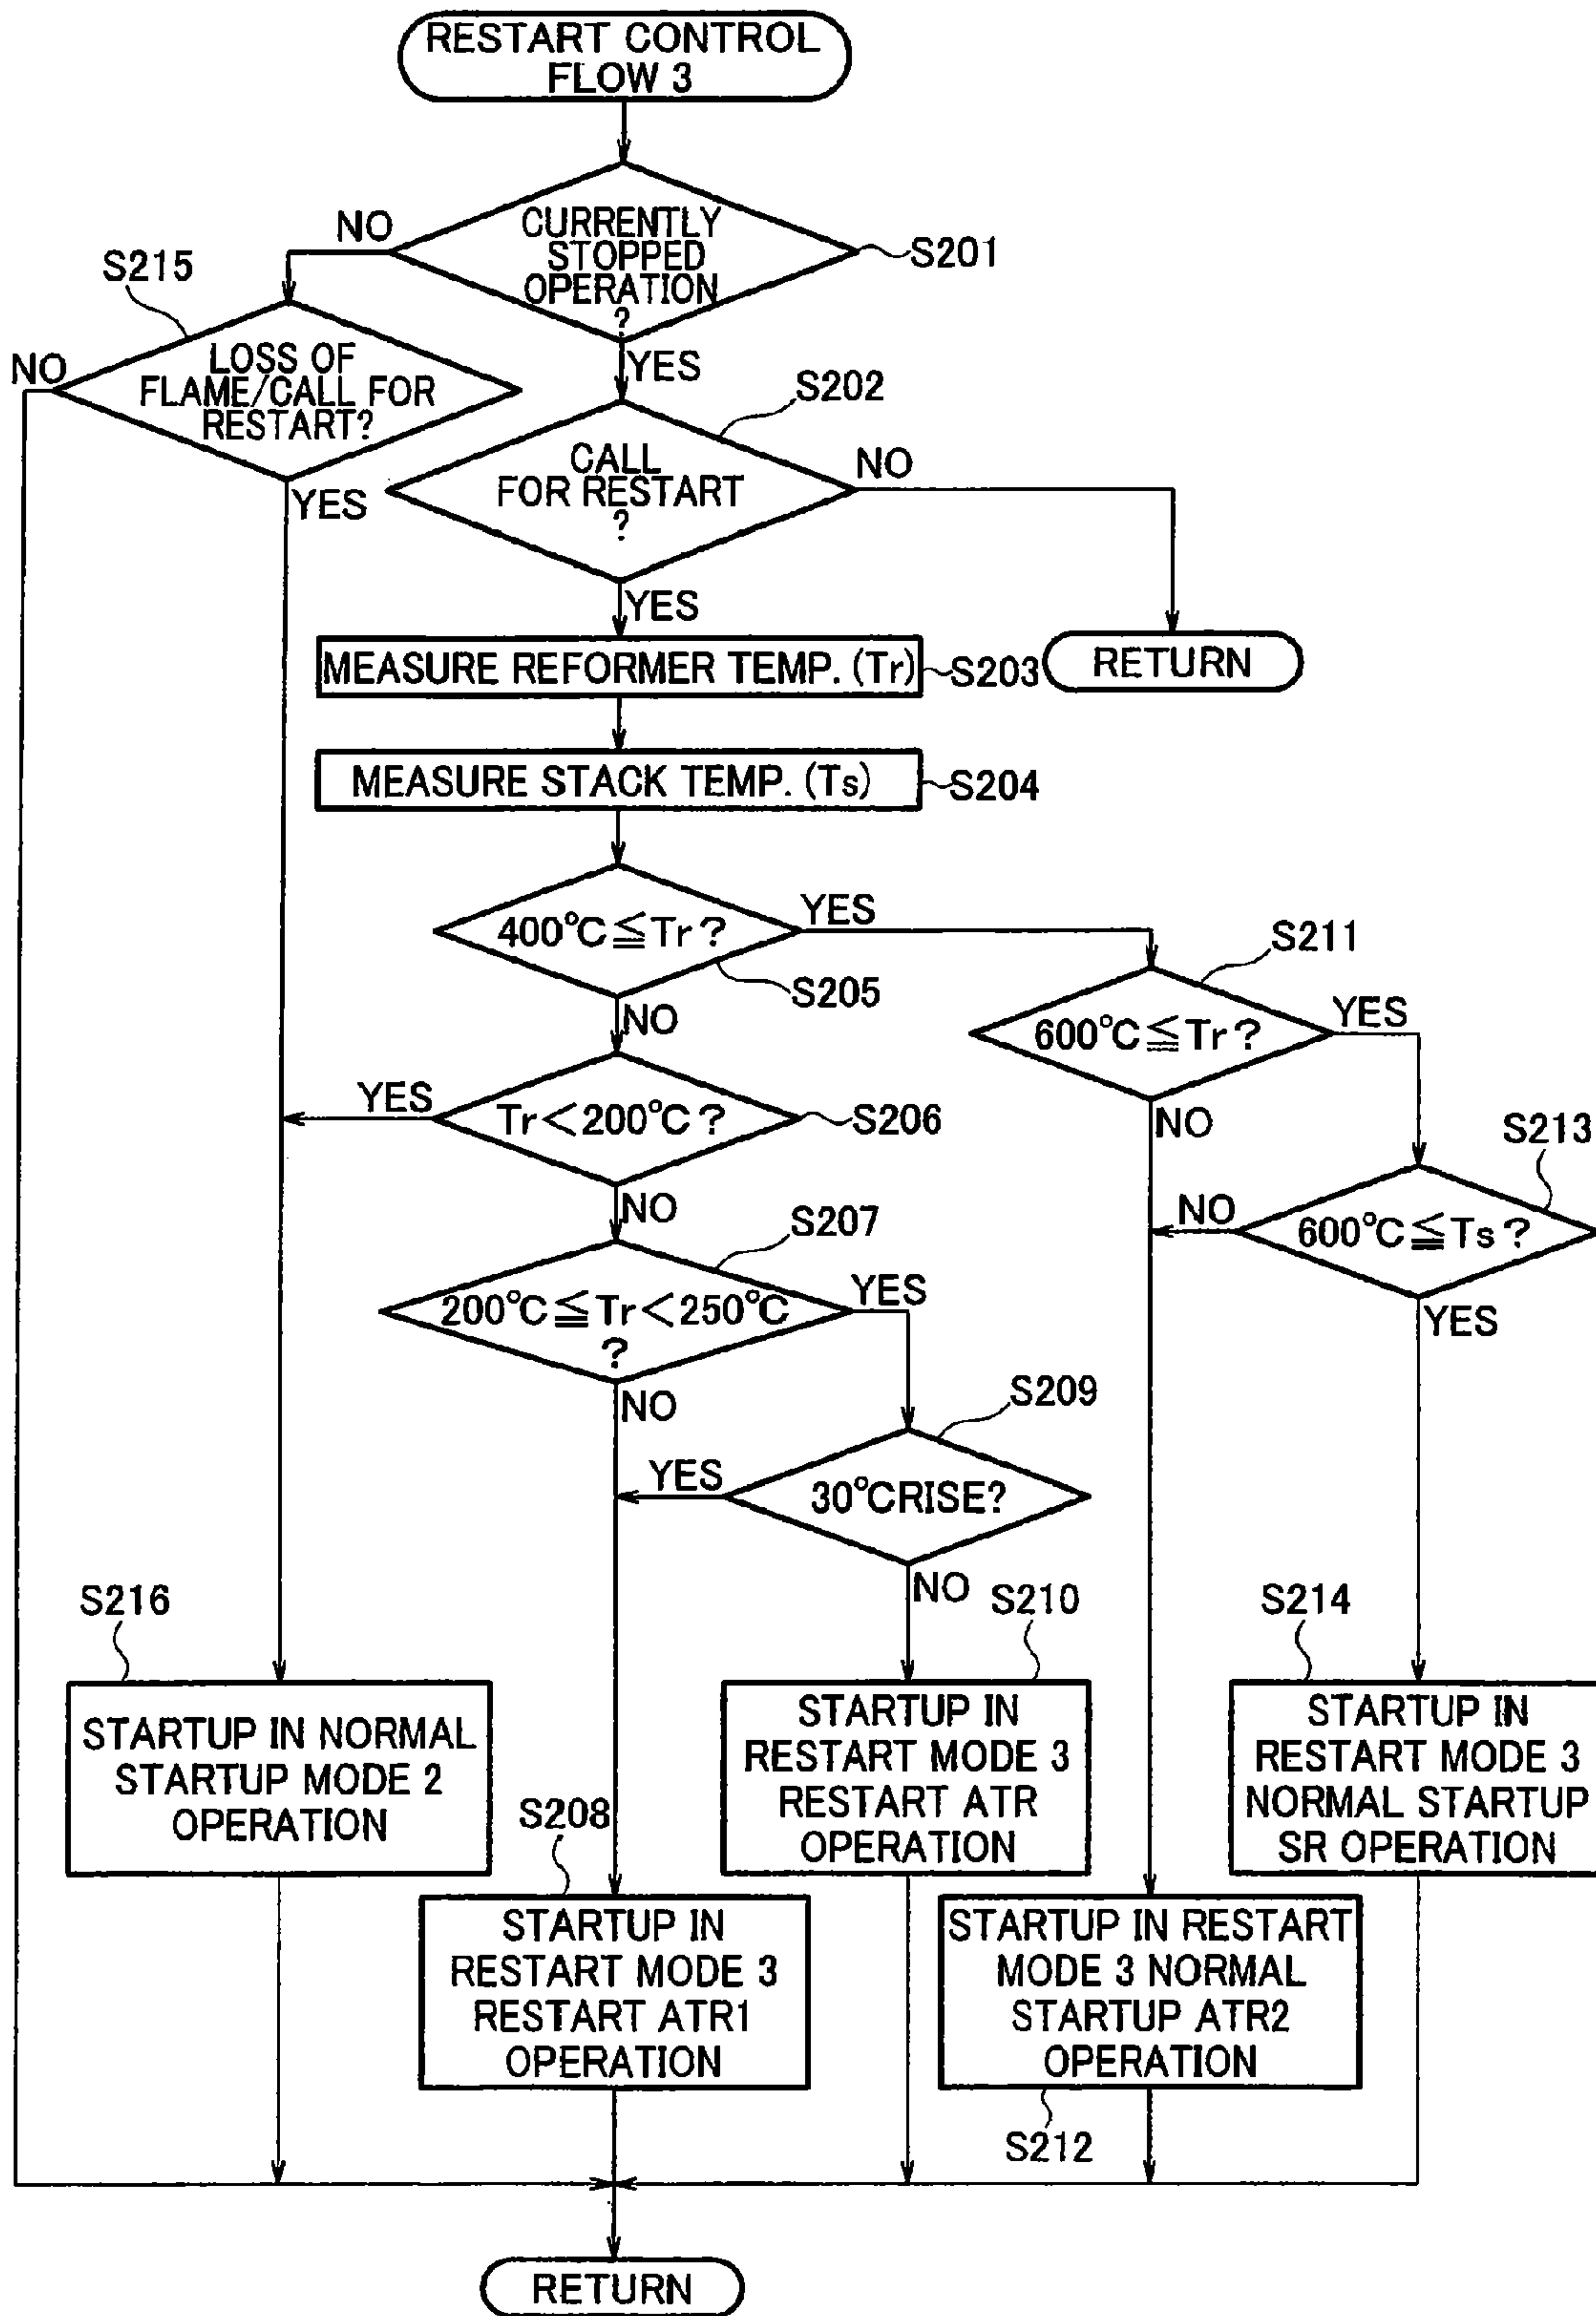 RESTART CONTROL
FLOW 3
CURRENTLY
STOPPED
OPERATION
?
S201
NO
YES
S215
LOSS OF
FLAME/CALL FOR
RESTART?
NO
YES
S202
CALL
FOR RESTART
?
NO
YES
MEASURE REFORMER TEMP. (Tr)
S203
RETURN
MEASURE STACK TEMP. (Ts)
S204
400°C≦Tr?
YES
S205
NO
S211
600°C≦Tr?
YES
NO
Tr<200°C?
YES
S206
NO
S213
600°C≦Ts?
NO
YES
S207
200°C≦Tr<250°C
?
YES
NO
S209
30°CRISE?
YES
NO
S216
STARTUP IN NORMAL
STARTUP MODE 2
OPERATION
S208
STARTUP IN
RESTART MODE 3
RESTART ATR1
OPERATION
S210
STARTUP IN
RESTART MODE 3
RESTART ATR
OPERATION
STARTUP IN RESTART
MODE 3 NORMAL
STARTUP ATR2
OPERATION
S212
S214
STARTUP IN
RESTART MODE 3
NORMAL STARTUP
SR OPERATION
RETURN